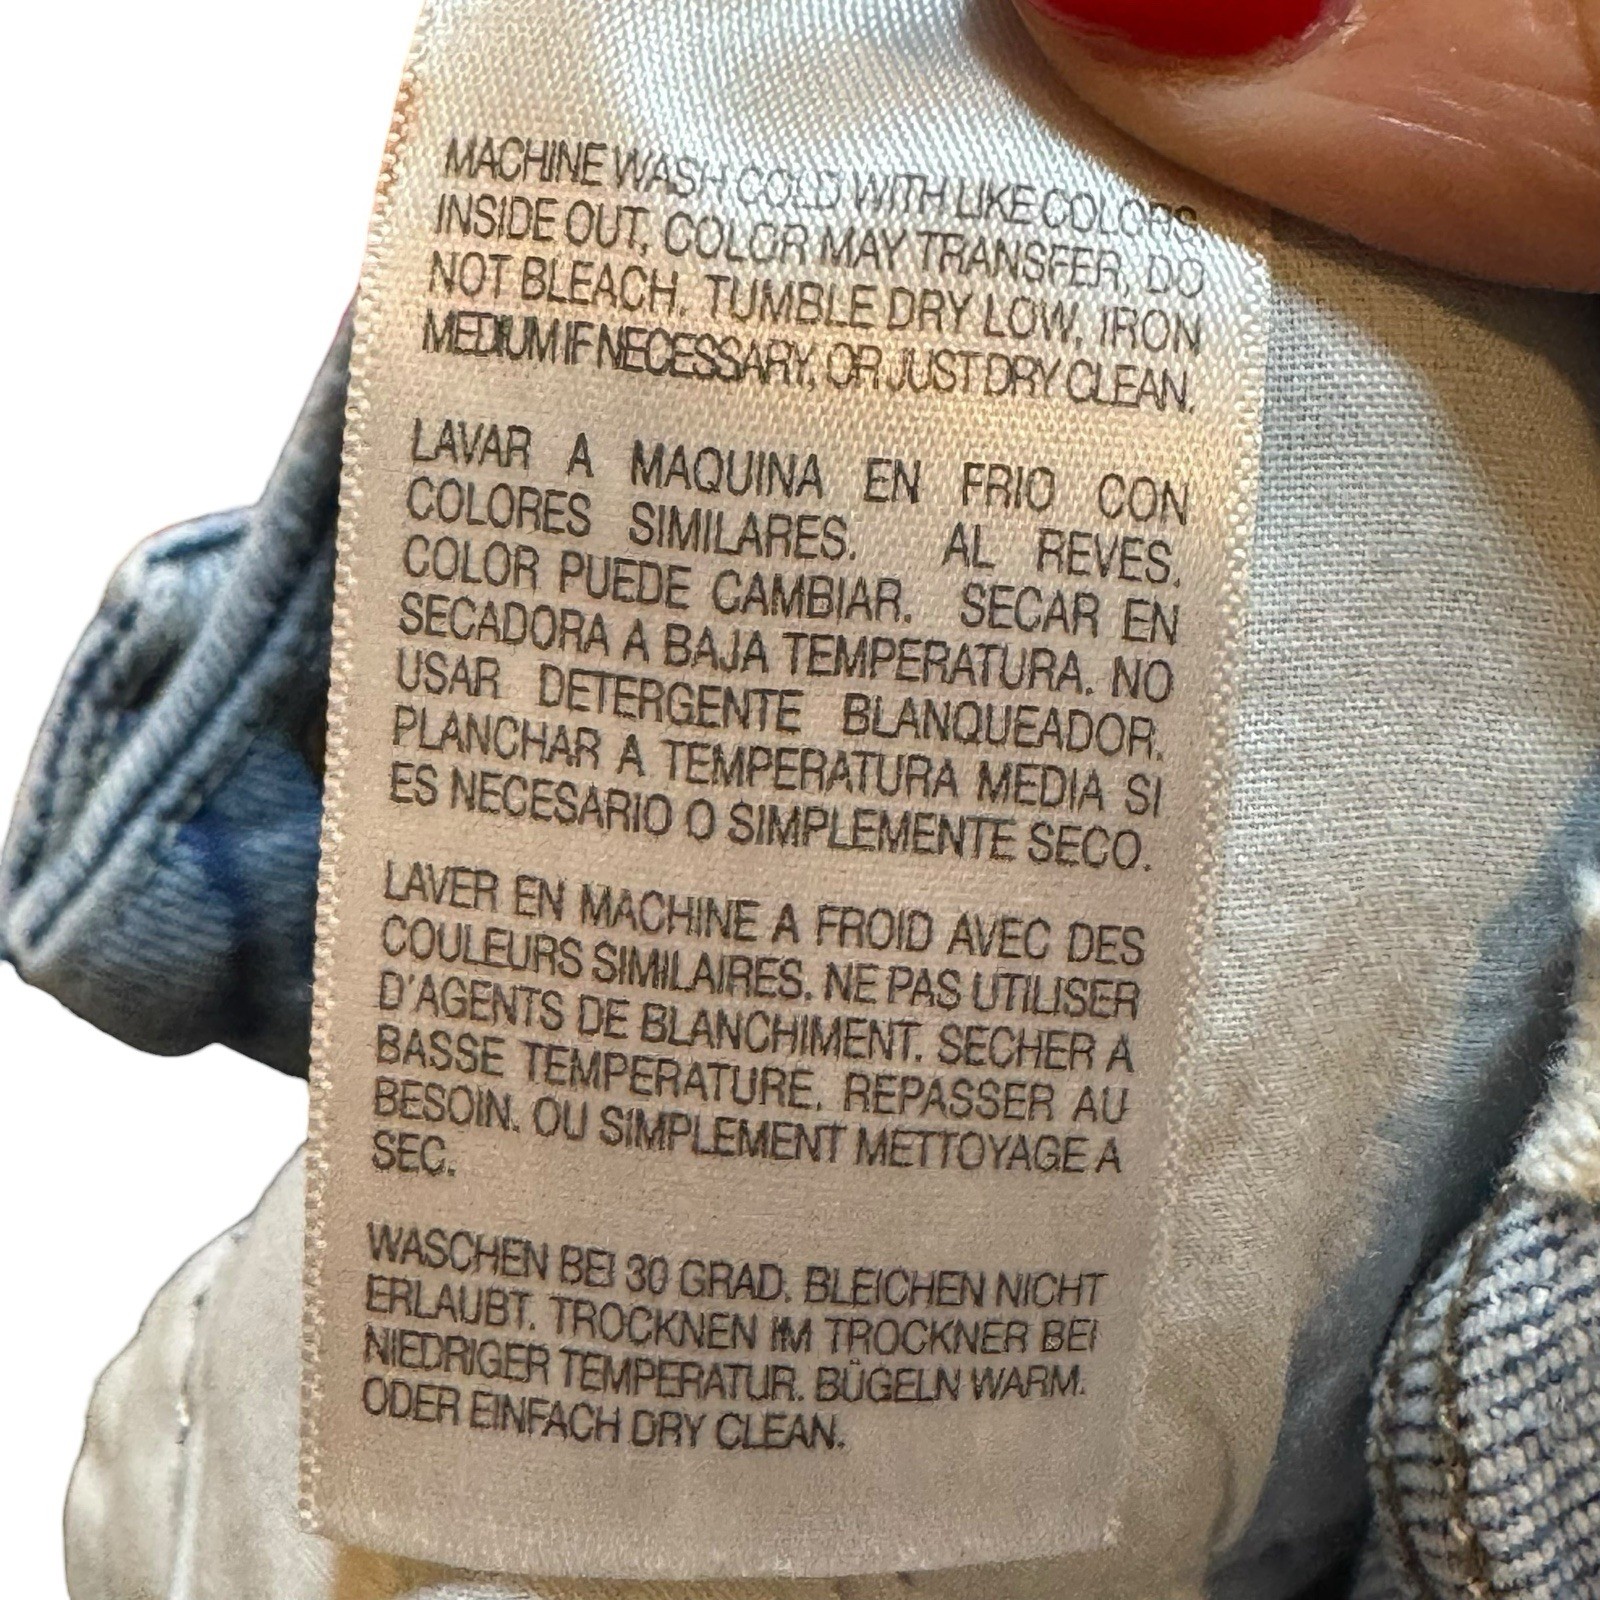 MACHINE WASH COLD WITH LIKE COLORS,
INSIDE OUT, COLOR MAY TRANSFER, DO
NOT BLEACH. TUMBLE DRY LOW, IRON
MEDIUM IF NECESSARY, OR JUST DRY CLEAN.
LAVAR A MAQUINA EN FRIO CON
COLORES SIMILARES. AL REVES.
COLOR PUEDE CAMBIAR. SECAR EN
SECADORA A BAJA TEMPERATURA. NO
USAR DETERGENTE BLANQUEADOR.
PLANCHAR A TEMPERATURA MEDIA SI
ES NECESARIO O SIMPLEMENTE SECO.
LAVER EN MACHINE A FROID AVEC DES
COULEURS SIMILAIRES. NE PAS UTILISER
D'AGENTS DE BLANCHIMENT. SECHER A
BASSE TEMPERATURE. REPASSER AU
BESOIN. OU SIMPLEMENT METTOYAGE A
SEC.
WASCHEN BEI 30 GRAD. BLEICHEN NICHT
ERLAUBT. TROCKNEN IM TROCKNER BEI
NIEDRIGER TEMPERATUR. BÜGELN WARM.
ODER EINFACH DRY CLEAN.